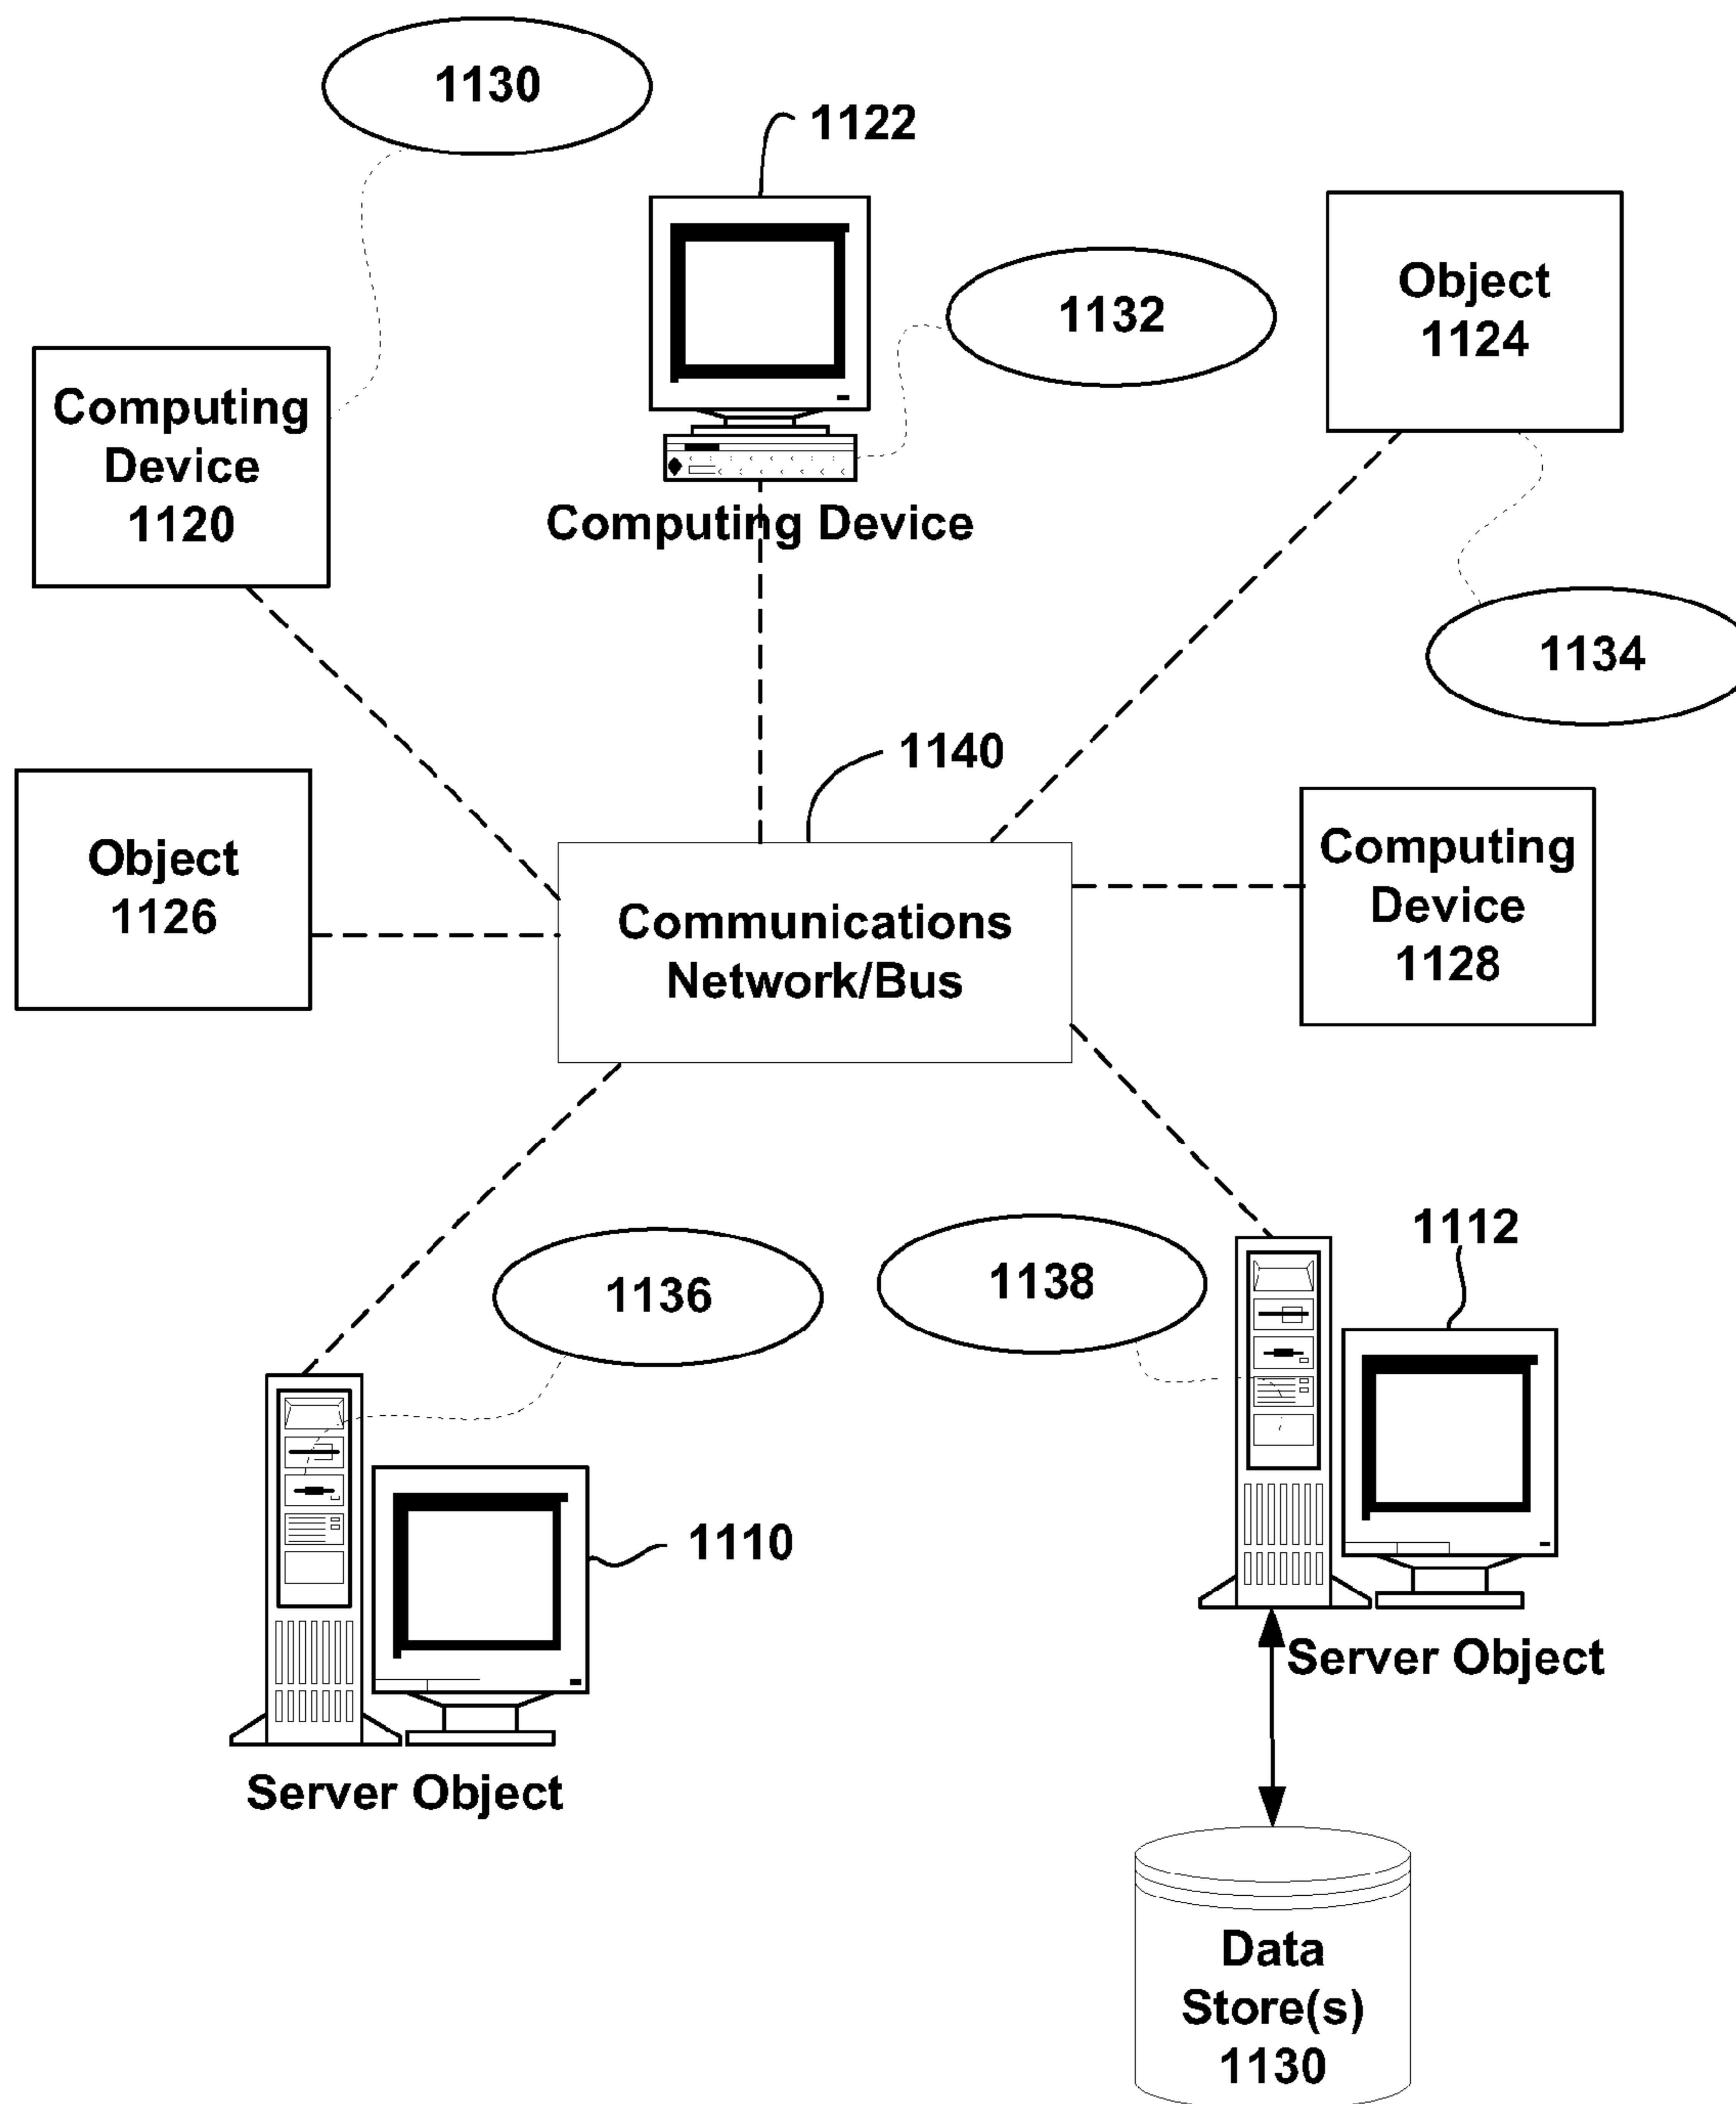 1130
1122
1132
Object
1124
Computing
Device
1120
Computing Device
1134
1140
Object
1126
Communications
Network/Bus
Computing
Device
1128
1136
1138
1112
1110
Server Object
Server Object
Data
Store(s)
1130